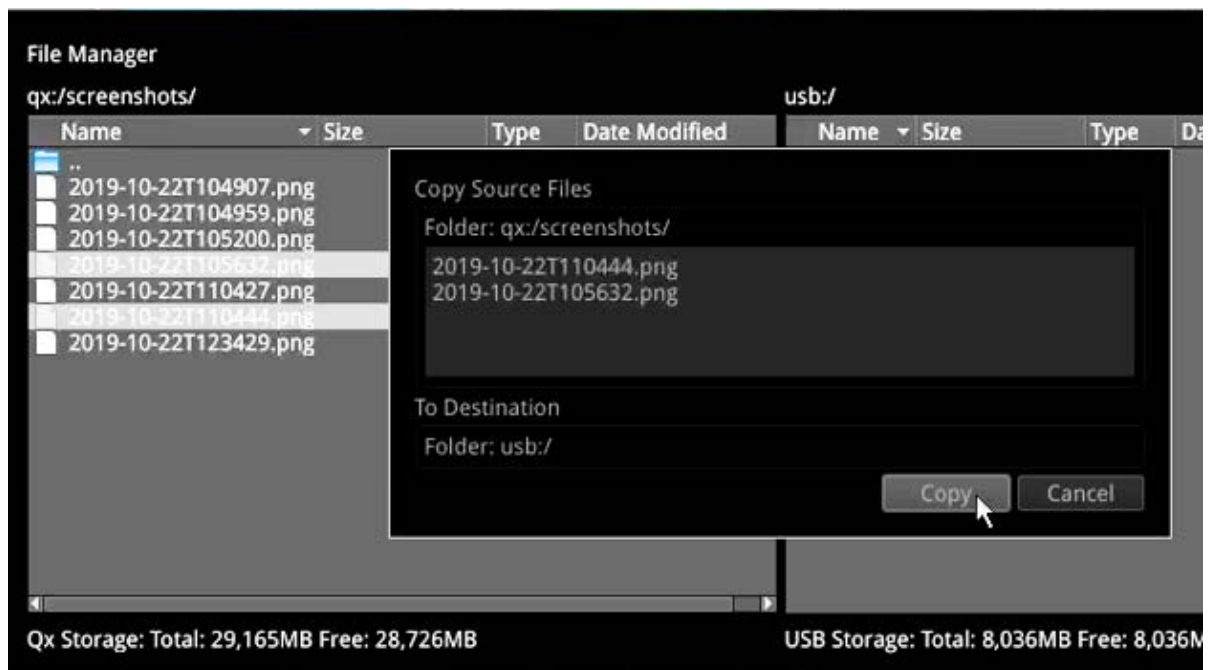 File Manager
qx:/screenshots/
Name Size Type Date Modified
..
2019-10-22T104907.png
2019-10-22T104959.png
2019-10-22T105200.png
2019-10-22T105632.png
2019-10-22T110427.png
2019-10-22T110444.png
2019-10-22T123429.png
Qx Storage: Total: 29,165MB Free: 28,726MB
usb:/
Name Size Type Da
USB Storage: Total: 8,036MB Free: 8,036M
Copy Source Files
Folder: qx:/screenshots/
2019-10-22T110444.png
2019-10-22T105632.png
To Destination
Folder: usb:/
Copy Cancel